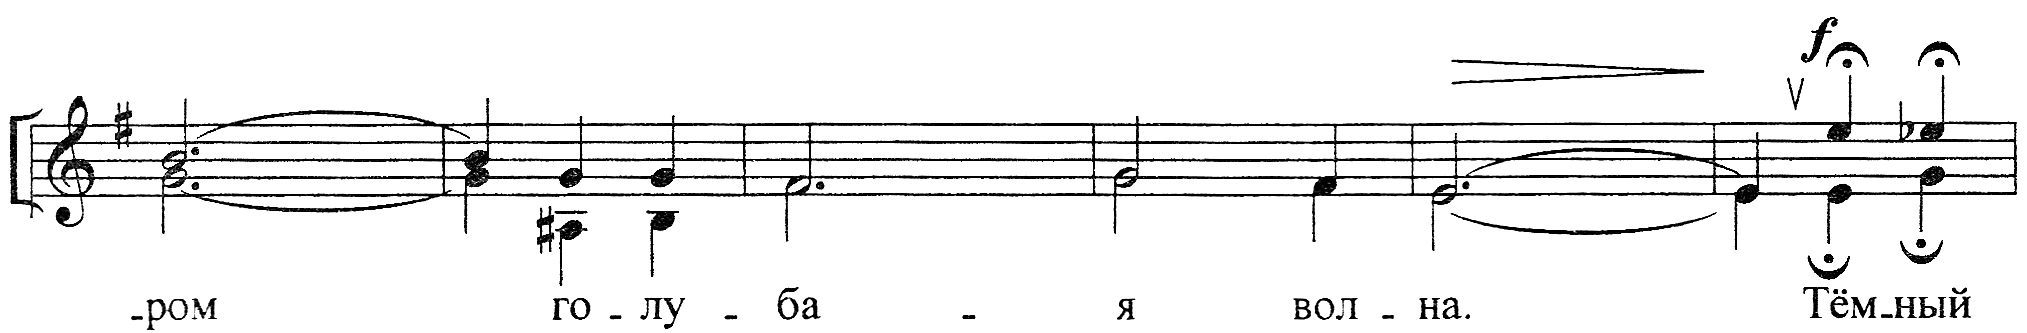 f
-ром го - лу - ба - я вол - на. Тём-ный